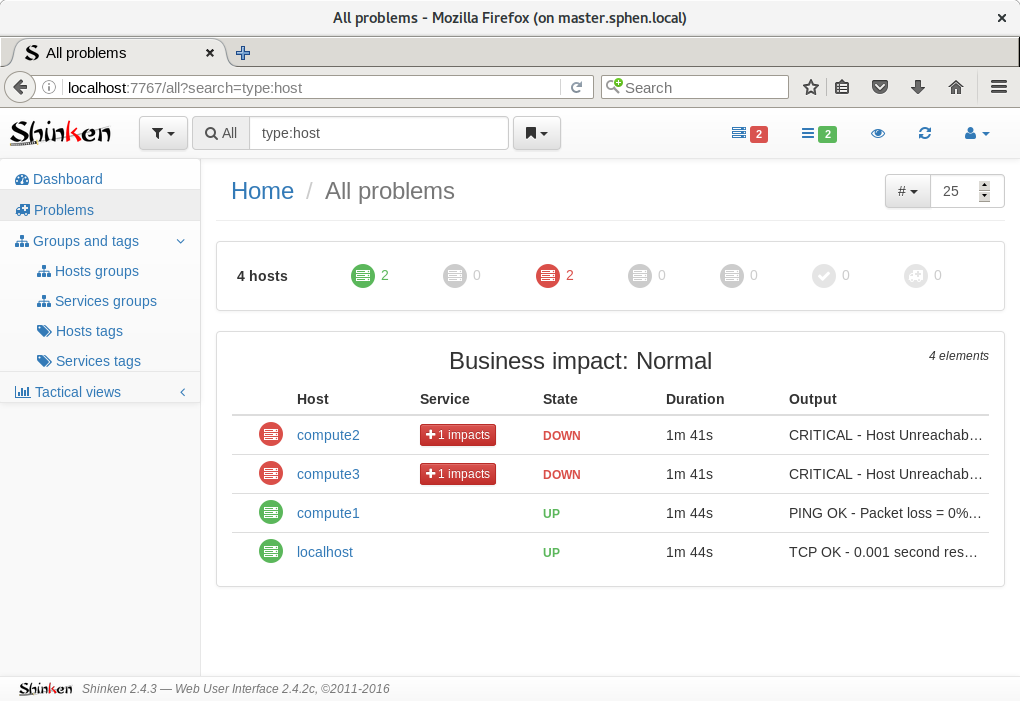 All problems - Mozilla Firefox (on master.sphen.local)
All problems
localhost:7767/all?search=type:host
Search
Shinken
All
type:host
2
2
Dashboard
Problems
Groups and tags
Hosts groups
Services groups
Hosts tags
Services tags
Tactical views
Home / All problems
# 25
4 hosts 2 0 2 0 0 0 0
Business impact: Normal
4 elements
Host Service State Duration Output
compute2 1 impacts DOWN 1m 41s CRITICAL - Host Unreachab…
compute3 1 impacts DOWN 1m 41s CRITICAL - Host Unreachab…
compute1 UP 1m 44s PING OK - Packet loss = 0%…
localhost UP 1m 44s TCP OK - 0.001 second res…
Shinken Shinken 2.4.3 — Web User Interface 2.4.2c, ©2011-2016